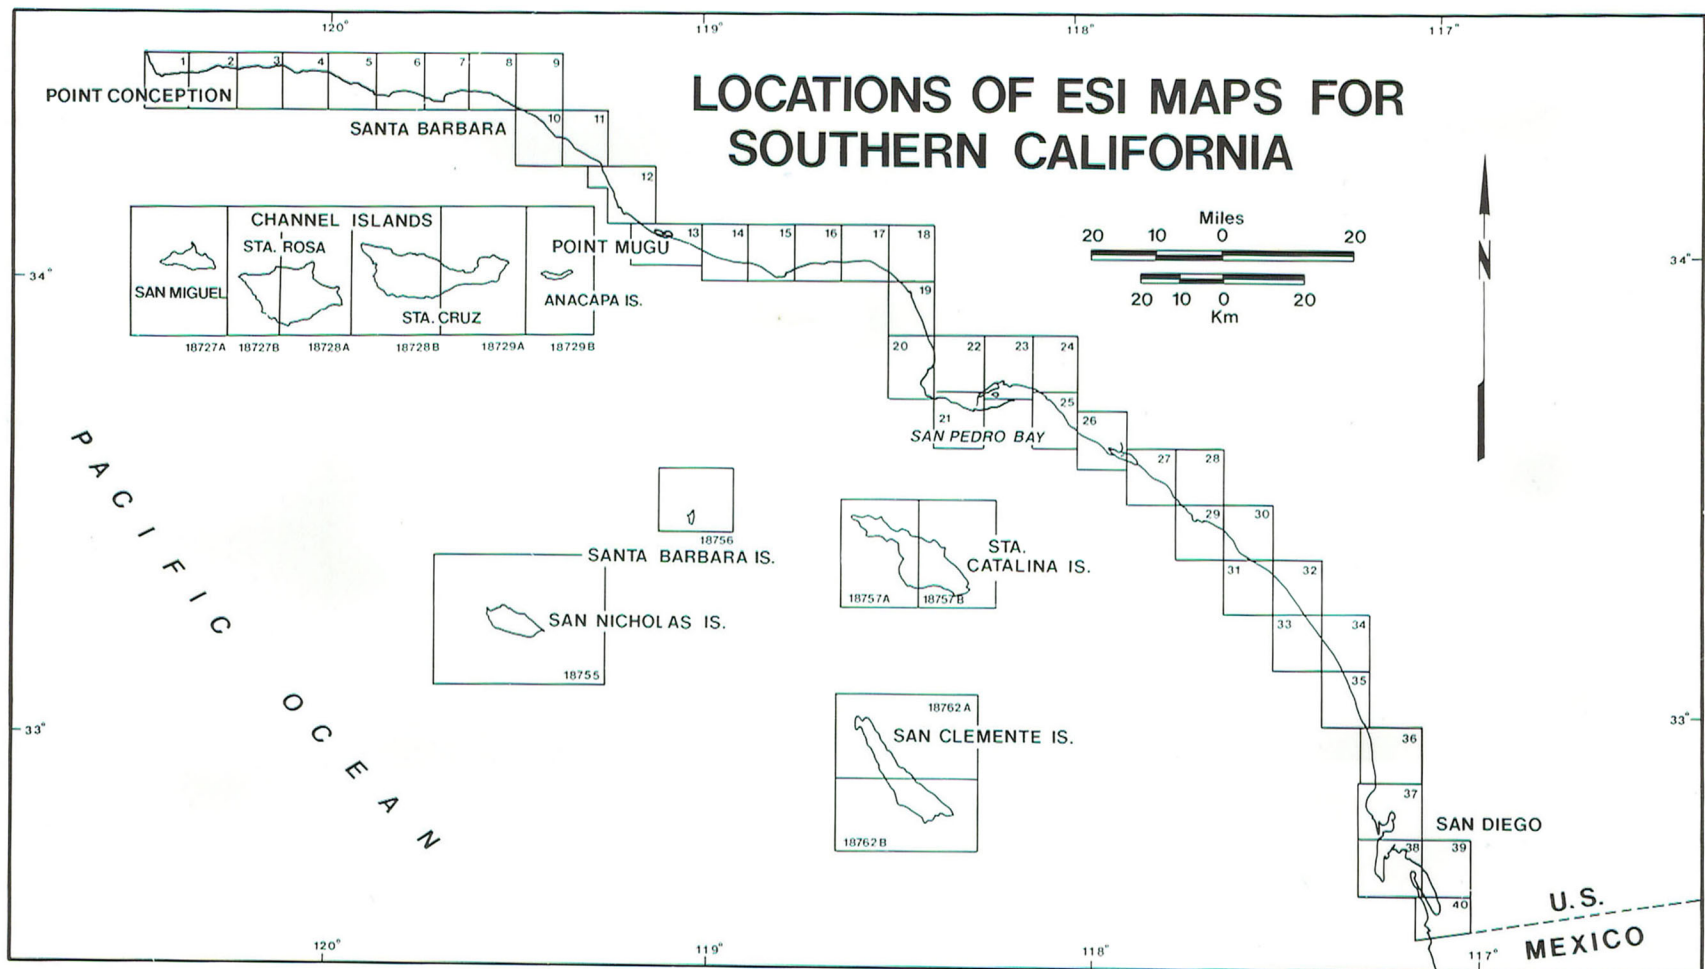 120°
119°
118°
117°
1
2
3
4
5
6
7
8
9
POINT CONCEPTION
SANTA BARBARA
LOCATIONS OF ESI MAPS FOR
SOUTHERN CALIFORNIA
10
11
12
CHANNEL ISLANDS
STA. ROSA
SAN MIGUEL
STA. CRUZ
POINT MUGU
ANACAPA IS.
13
14
15
16
17
18
Miles
20 10 0 20
20 10 0 20
Km
N
34°
34°
18727A
18727B
18728A
18728B
18729A
18729B
19
20
22
23
24
21
25
SAN PEDRO BAY
26
27
28
29
30
31
32
33
34
35
PACIFIC OCEAN
18756
SANTA BARBARA IS.
SAN NICHOLAS IS.
18755
STA.
CATALINA IS.
18757A
18757B
18762A
SAN CLEMENTE IS.
18762B
33°
33°
36
37
SAN DIEGO
38
39
40
U.S.
MEXICO
120°
119°
118°
117°